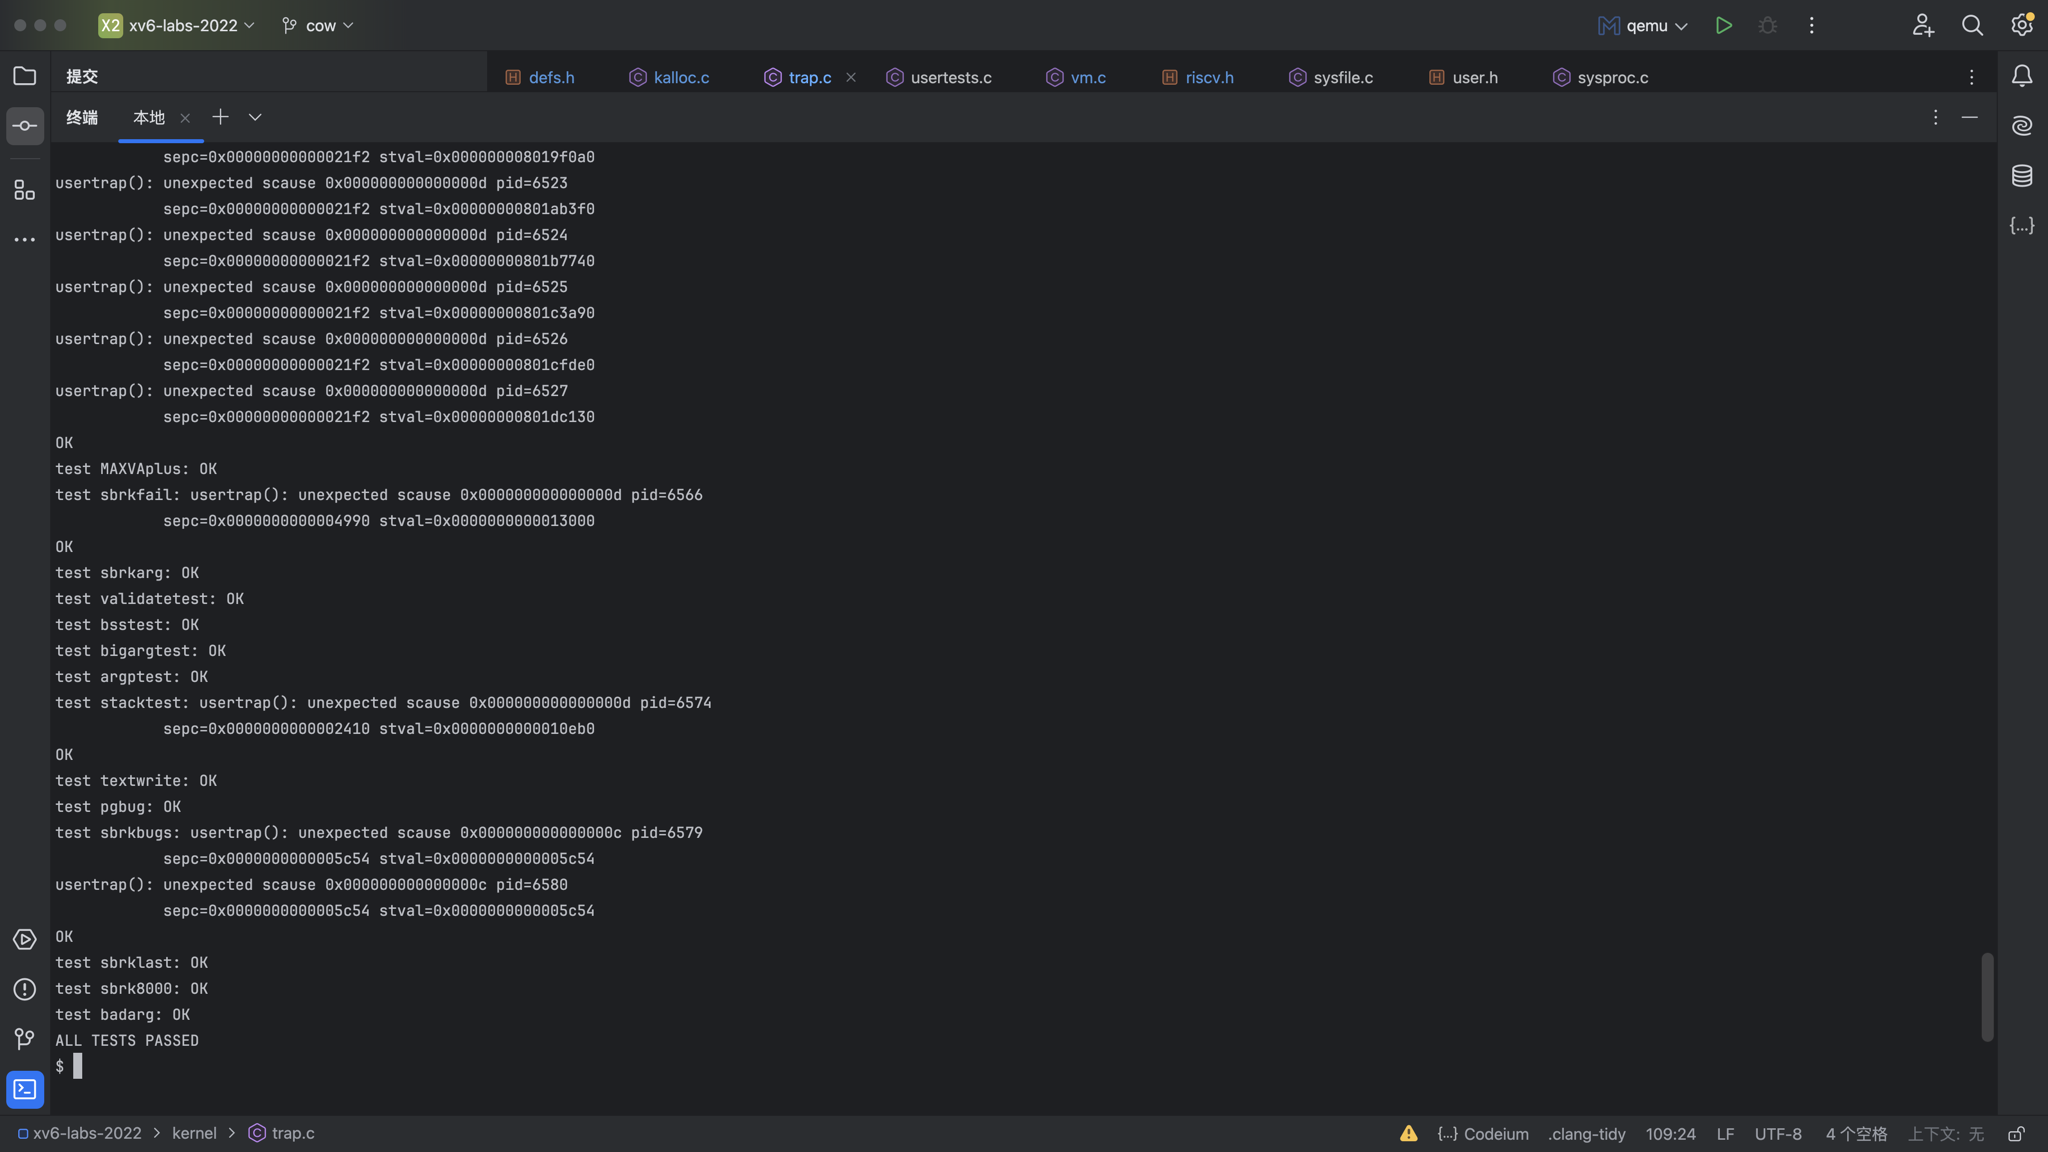 X2 xv6-labs-2022 cow qemu
提交 defs.h kalloc.c trap.c usertests.c vm.c riscv.h sysfile.c user.h sysproc.c
终端 本地
sepc=0x00000000000021f2 stval=0x000000008019f0a0
usertrap(): unexpected scause 0x000000000000000d pid=6523
sepc=0x00000000000021f2 stval=0x00000000801ab3f0
usertrap(): unexpected scause 0x000000000000000d pid=6524
sepc=0x00000000000021f2 stval=0x00000000801b7740
usertrap(): unexpected scause 0x000000000000000d pid=6525
sepc=0x00000000000021f2 stval=0x00000000801c3a90
usertrap(): unexpected scause 0x000000000000000d pid=6526
sepc=0x00000000000021f2 stval=0x00000000801cfde0
usertrap(): unexpected scause 0x000000000000000d pid=6527
sepc=0x00000000000021f2 stval=0x00000000801dc130
OK
test MAXVAplus: OK
test sbrkfail: usertrap(): unexpected scause 0x000000000000000d pid=6566
sepc=0x0000000000004990 stval=0x0000000000013000
OK
test sbrkarg: OK
test validatetest: OK
test bsstest: OK
test bigargtest: OK
test argptest: OK
test stacktest: usertrap(): unexpected scause 0x000000000000000d pid=6574
sepc=0x0000000000002410 stval=0x0000000000010eb0
OK
test textwrite: OK
test pgbug: OK
test sbrkbugs: usertrap(): unexpected scause 0x000000000000000c pid=6579
sepc=0x0000000000005c54 stval=0x0000000000005c54
usertrap(): unexpected scause 0x000000000000000c pid=6580
sepc=0x0000000000005c54 stval=0x0000000000005c54
OK
test sbrklast: OK
test sbrk8000: OK
test badarg: OK
ALL TESTS PASSED
$
xv6-labs-2022 > kernel > trap.c {...} Codeium .clang-tidy 109:24 LF UTF-8 4 个空格 上下文: 无